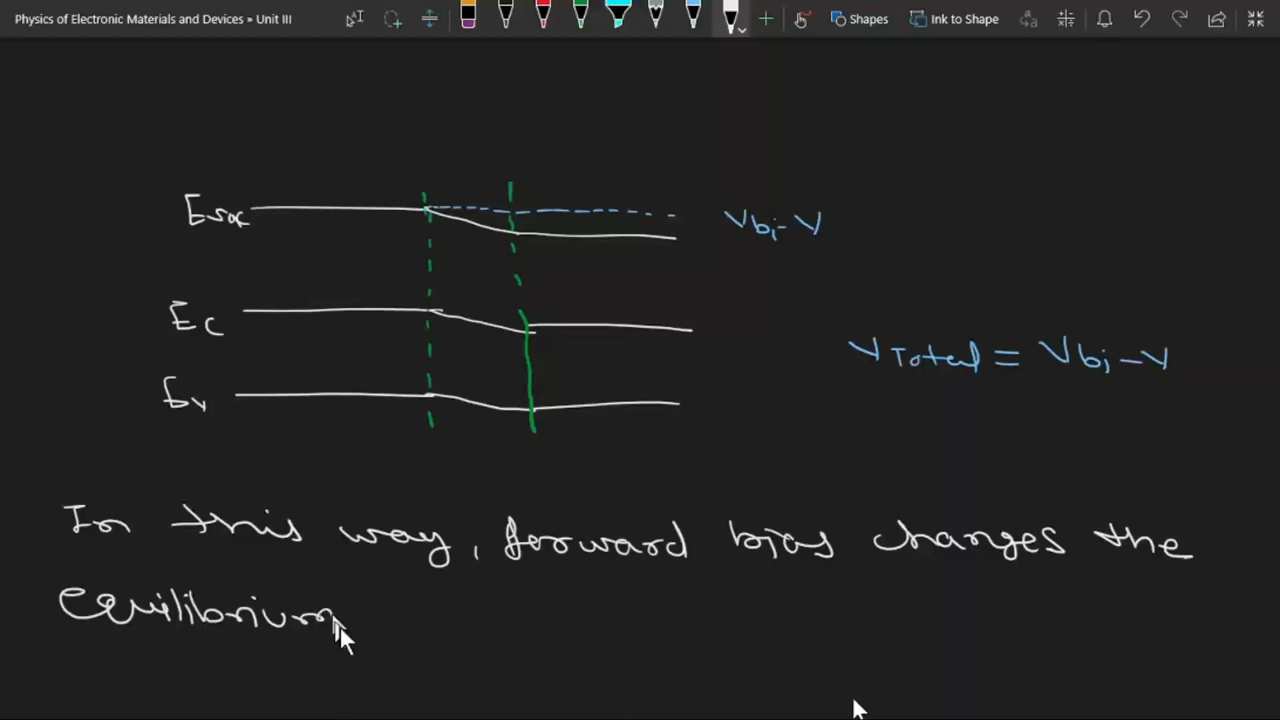 Physics of Electronic Materials and Devices » Unit III
Shapes
Ink to Shape
Evac
Vbi - V
Ec
VTotal = Vbi - V
Ev
In this way, forward bias changes the
equilibrium